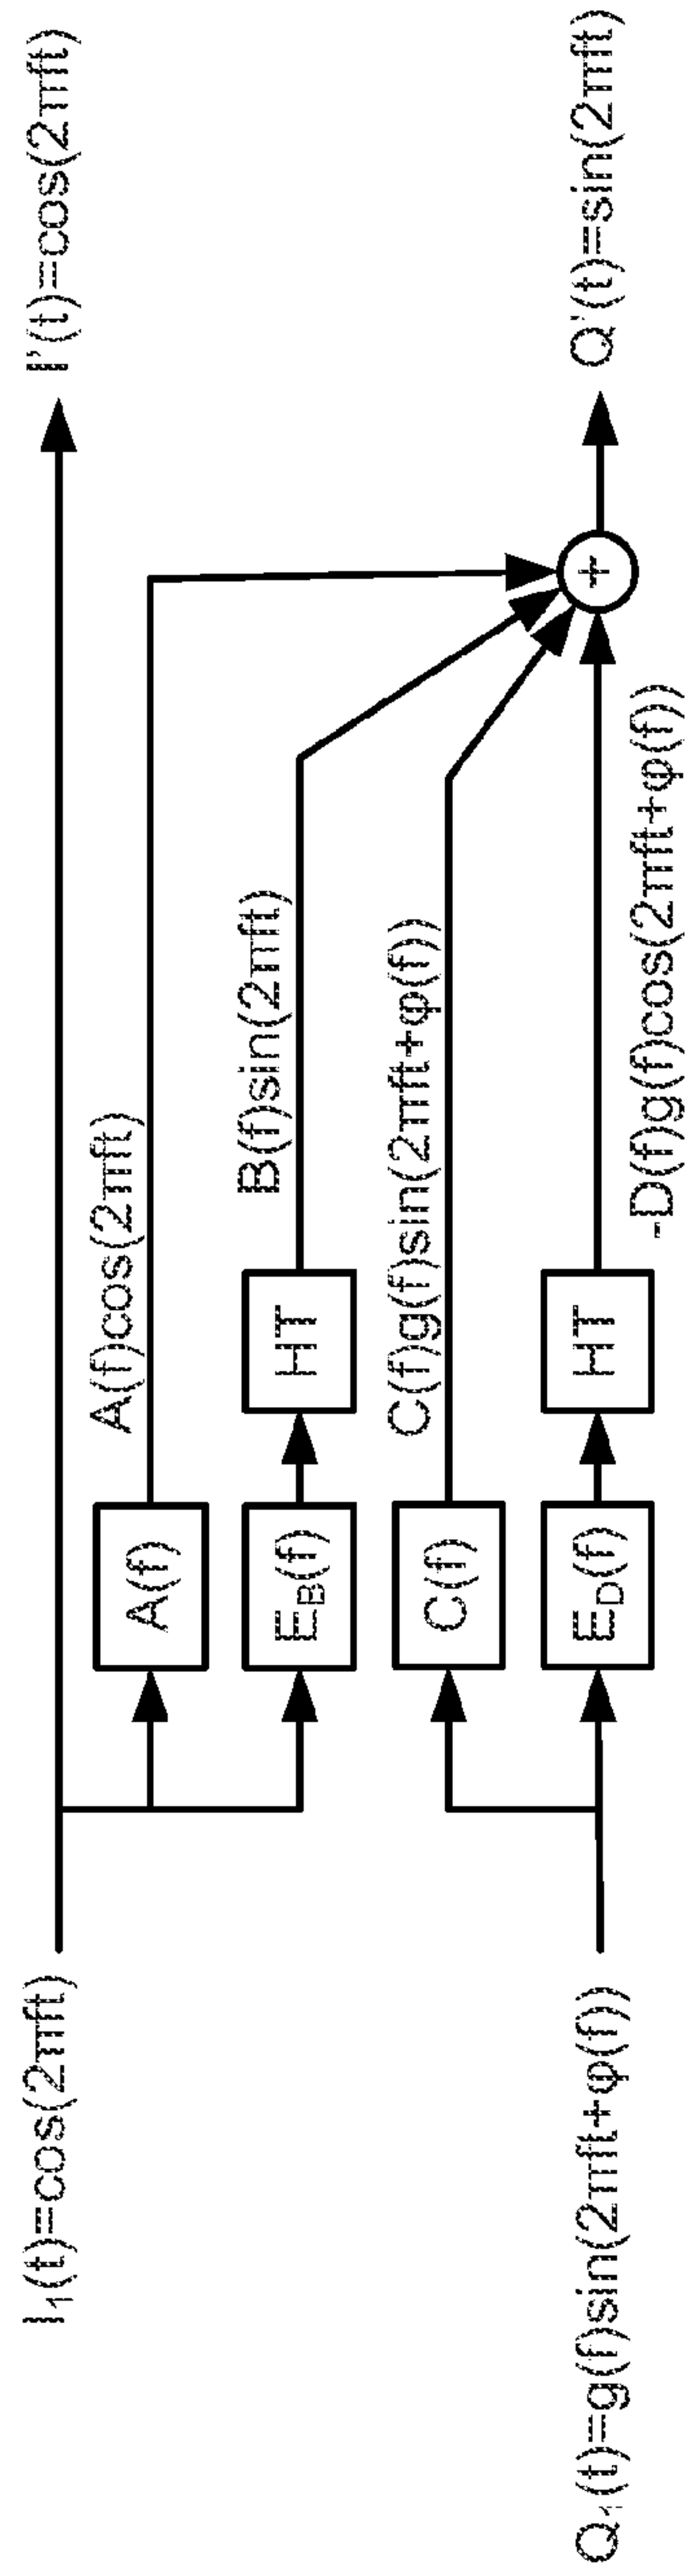 I₁(t)=cos(2πft)
I'(t)=cos(2πft)
A(f)
A(f)cos(2πft)
E_B(f)
HT
B(f)sin(2πft)
C(f)
C(f)g(f)sin(2πft+φ(f))
Q₁(t)=g(f)sin(2πft+φ(f))
E_D(f)
HT
-D(f)g(f)cos(2πft+φ(f))
+
Q'(t)=sin(2πft)